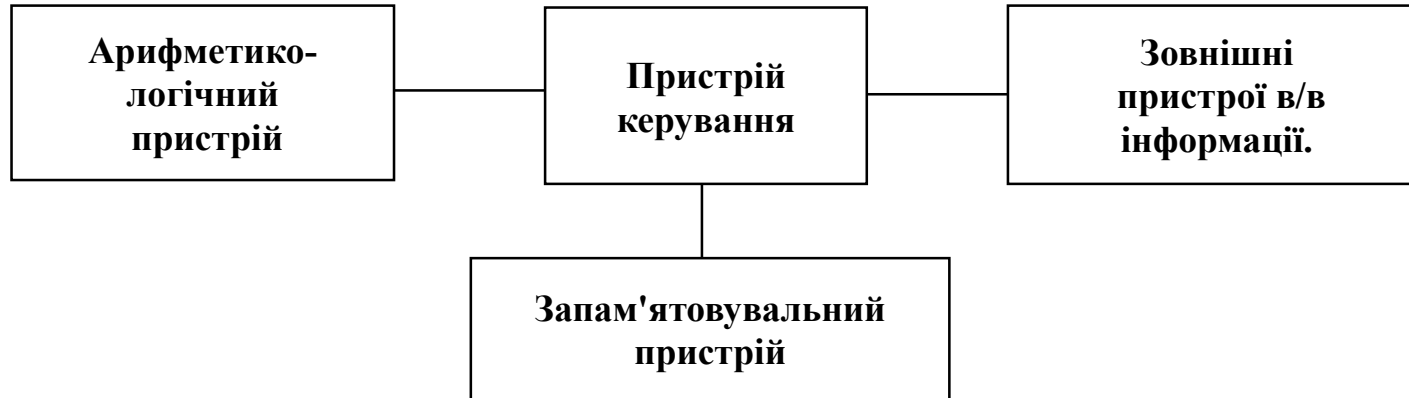 Арифметико-
логічний
пристрій
Пристрій
керування
Зовнішні
пристрої в/в
інформації.
Запам'ятовувальний
пристрій